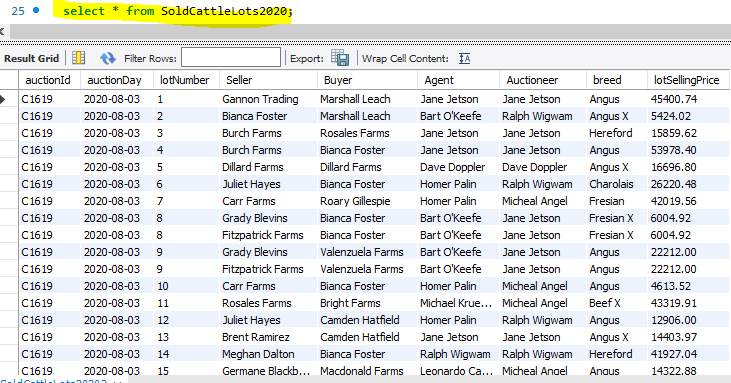 25 select * from SoldCattleLots2020;
Result Grid Filter Rows: Export: Wrap Cell Content:
auctionId auctionDay lotNumber Seller Buyer Agent Auctioneer breed lotSellingPrice
C1619 2020-08-03 1 Gannon Trading Marshall Leach Jane Jetson Jane Jetson Angus 45400.74
C1619 2020-08-03 2 Bianca Foster Marshall Leach Bart O'Keefe Ralph Wigwam Angus X 5424.02
C1619 2020-08-03 3 Burch Farms Rosales Farms Jane Jetson Jane Jetson Hereford 15859.62
C1619 2020-08-03 4 Burch Farms Bianca Foster Jane Jetson Jane Jetson Angus 53978.40
C1619 2020-08-03 5 Dillard Farms Dillard Farms Dave Doppler Dave Doppler Angus X 16696.80
C1619 2020-08-03 6 Juliet Hayes Bianca Foster Homer Palin Ralph Wigwam Charolais 26220.48
C1619 2020-08-03 7 Carr Farms Roary Gillespie Homer Palin Micheal Angel Fresian 42019.56
C1619 2020-08-03 8 Grady Blevins Bianca Foster Bart O'Keefe Jane Jetson Fresian X 6004.92
C1619 2020-08-03 8 Fitzpatrick Farms Bianca Foster Bart O'Keefe Jane Jetson Fresian X 6004.92
C1619 2020-08-03 9 Grady Blevins Valenzuela Farms Bart O'Keefe Jane Jetson Angus 22212.00
C1619 2020-08-03 9 Fitzpatrick Farms Valenzuela Farms Bart O'Keefe Jane Jetson Angus 22212.00
C1619 2020-08-03 10 Carr Farms Bianca Foster Homer Palin Micheal Angel Angus 4613.52
C1619 2020-08-03 11 Rosales Farms Bright Farms Michael Krue... Micheal Angel Beef X 43319.91
C1619 2020-08-03 12 Juliet Hayes Camden Hatfield Homer Palin Ralph Wigwam Angus 12906.00
C1619 2020-08-03 13 Brent Ramirez Camden Hatfield Jane Jetson Jane Jetson Angus X 14403.97
C1619 2020-08-03 14 Meghan Dalton Bianca Foster Ralph Wigwam Ralph Wigwam Hereford 41927.04
C1619 2020-08-03 15 Germane Blackb... Macdonald Farms Leonardo Ca... Micheal Angel Angus 14322.88